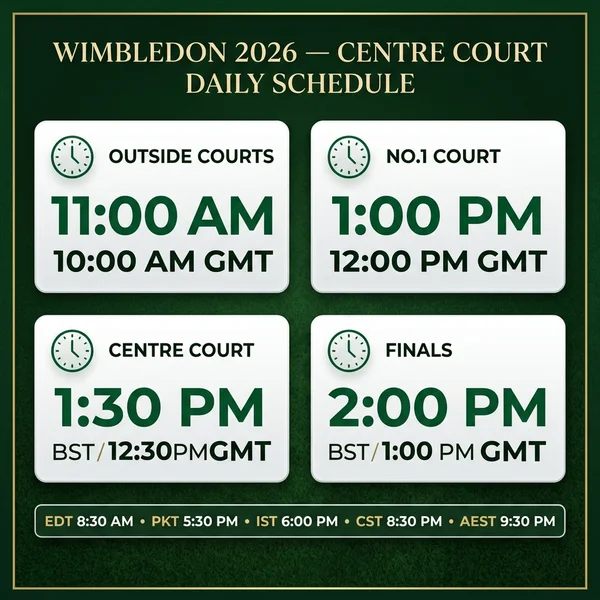 WIMBLEDON 2026 — CENTRE COURT
DAILY SCHEDULE
OUTSIDE COURTS
11:00 AM
10:00 AM GMT
NO.1 COURT
1:00 PM
12:00 PM GMT
CENTRE COURT
1:30 PM
BST/12:30PMGMT
FINALS
2:00 PM
BST/1:00 PM GMT
EDT 8:30 AM • PKT 5:30 PM • IST 6:00 PM • CST 8:30 PM • AEST 9:30 PM